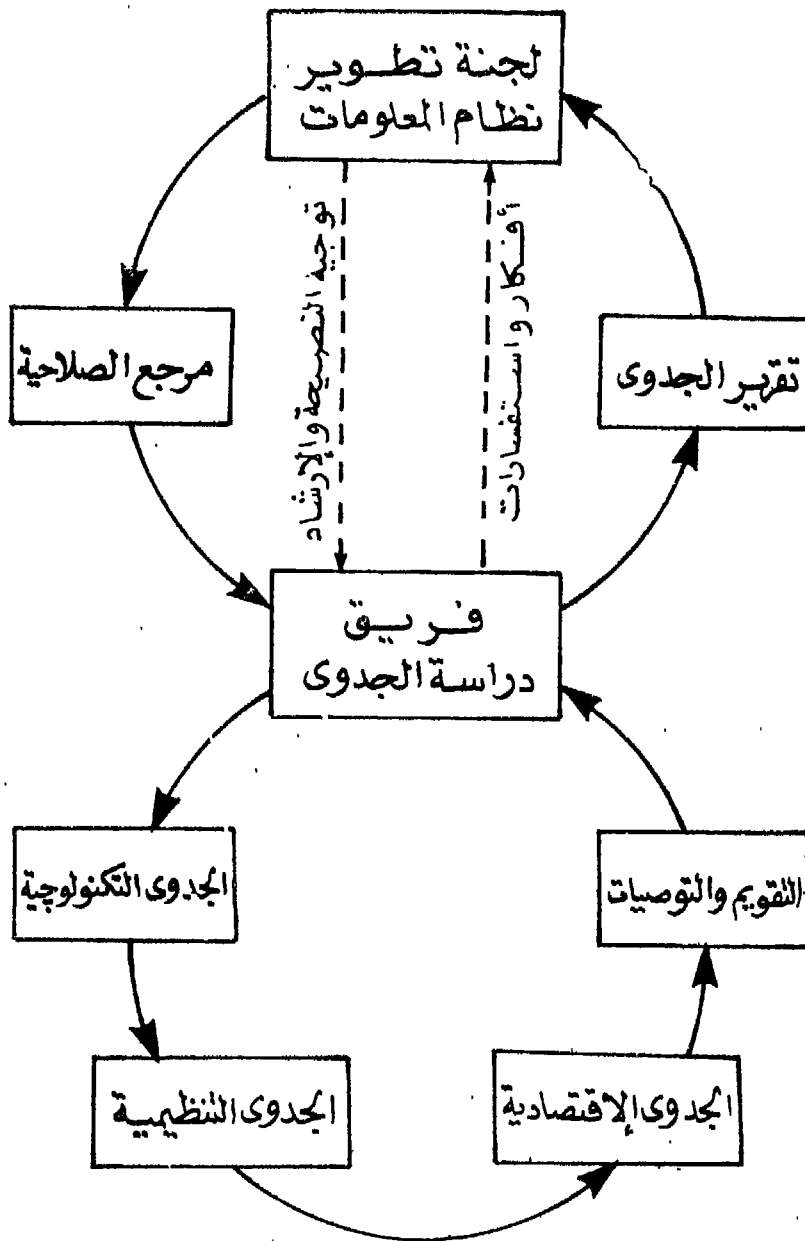 لجنة تطوير
نظام المعلومات
توجيه النصيحة والإرشاد
أفكار واستفسارات
مرجع الصلاحية
تقرير الجدوى
فريق
دراسة الجدوى
الجدوى التكنولوجية
التقويم والتوصيات
الجدوى التنظيمية
الجدوى الإقتصادية